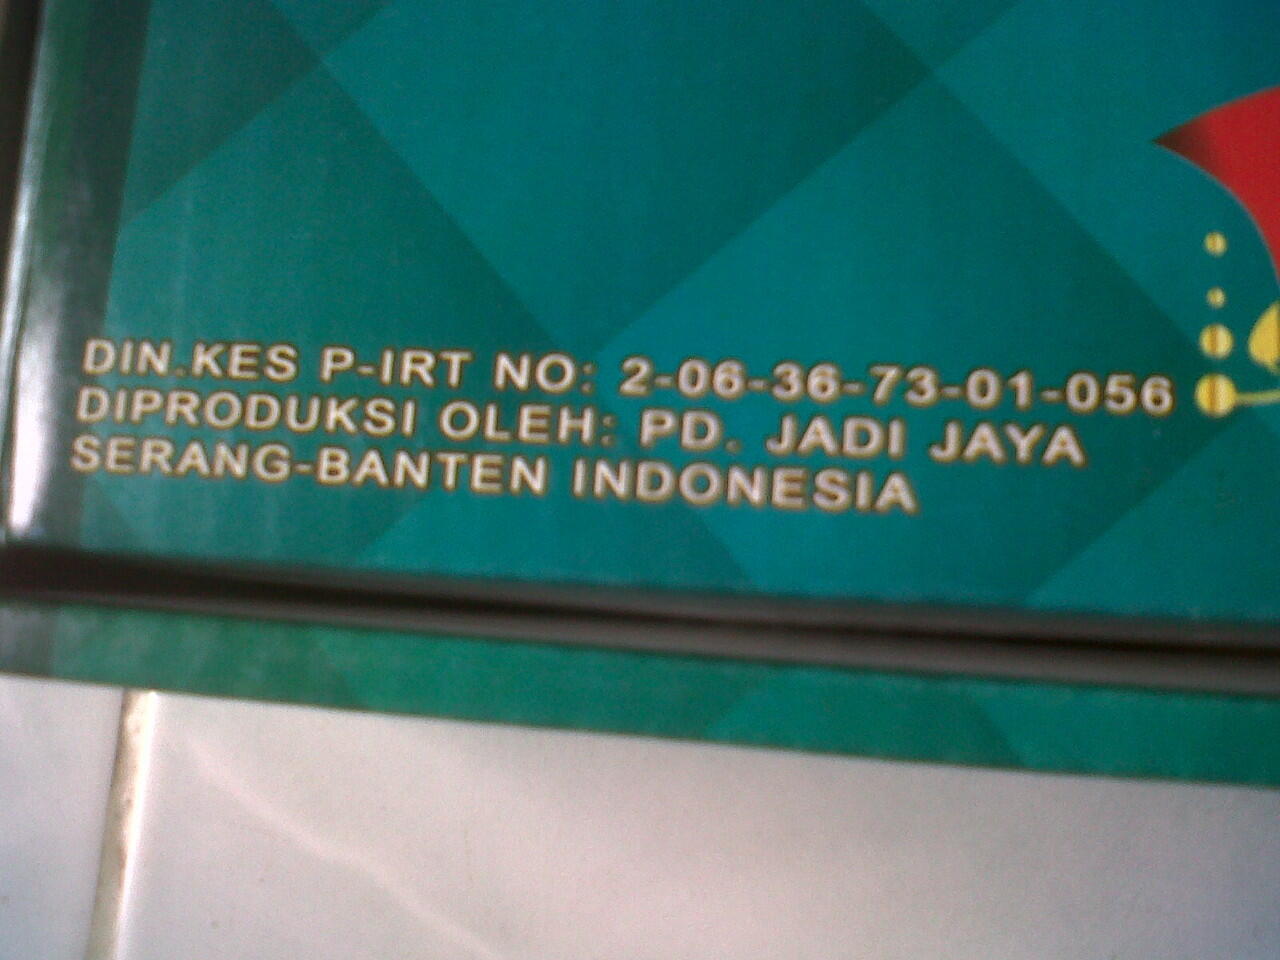 DIN.KES P-IRT NO: 2-06-36-73-01-056
DIPRODUKSI OLEH: PD. JADI JAYA
SERANG-BANTEN INDONESIA